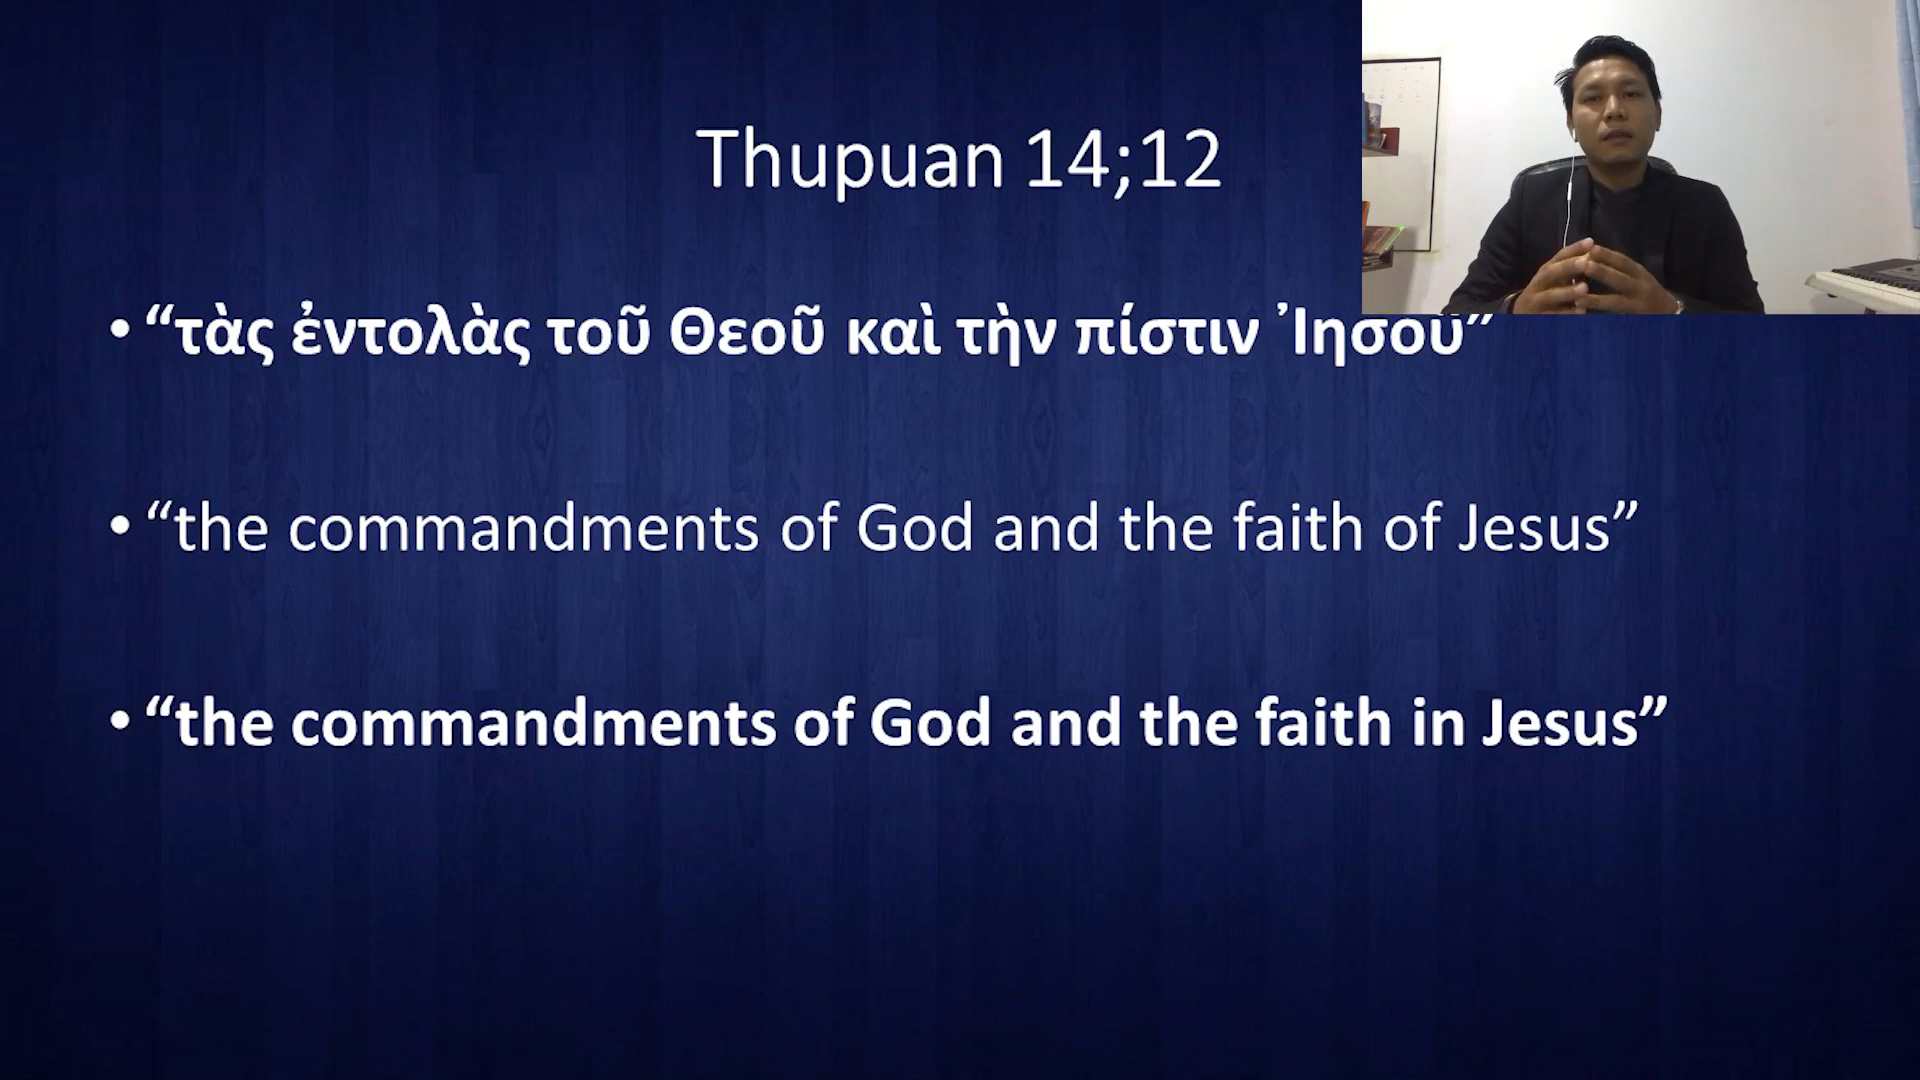 Thupuan 14;12
• “τὰς ἐντολὰς τοῦ Θεοῦ καὶ τὴν πίστιν ᾿Ιησοῦ”
• “the commandments of God and the faith of Jesus”
• “the commandments of God and the faith in Jesus”